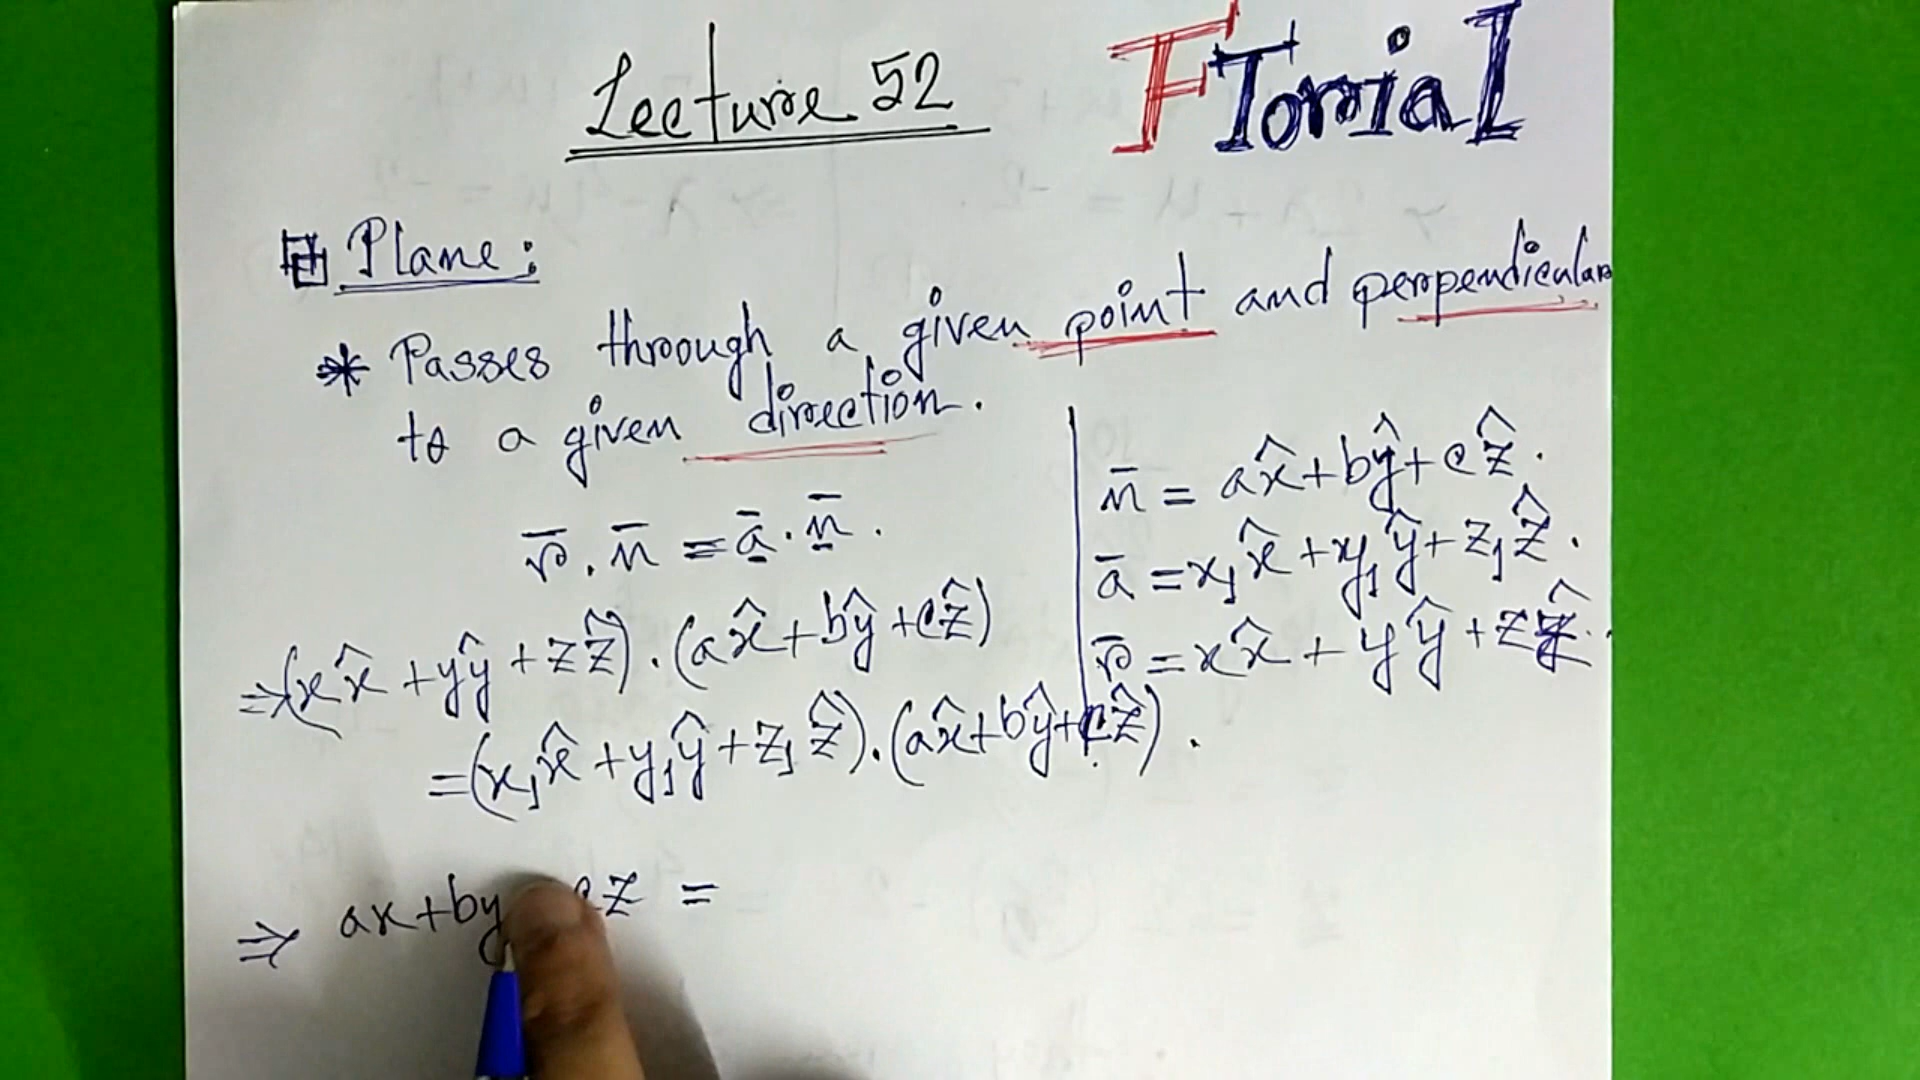 Lecture 52
FTorial
Plane:
* Passes through a given point and perpendicular
to a given direction.
r̅ . n̅ = a̅ . n̅ .
⇒ (xx̂ + yŷ + zẑ) . (ax̂ + bŷ + cẑ)
= (x₁x̂ + y₁ŷ + z₁ẑ) . (ax̂ + bŷ + cẑ) .
n̅ = ax̂ + bŷ + cẑ .
a̅ = x₁x̂ + y₁ŷ + z₁ẑ .
r̅ = xx̂ + yŷ + zẑ .
⇒ ax + by cz =